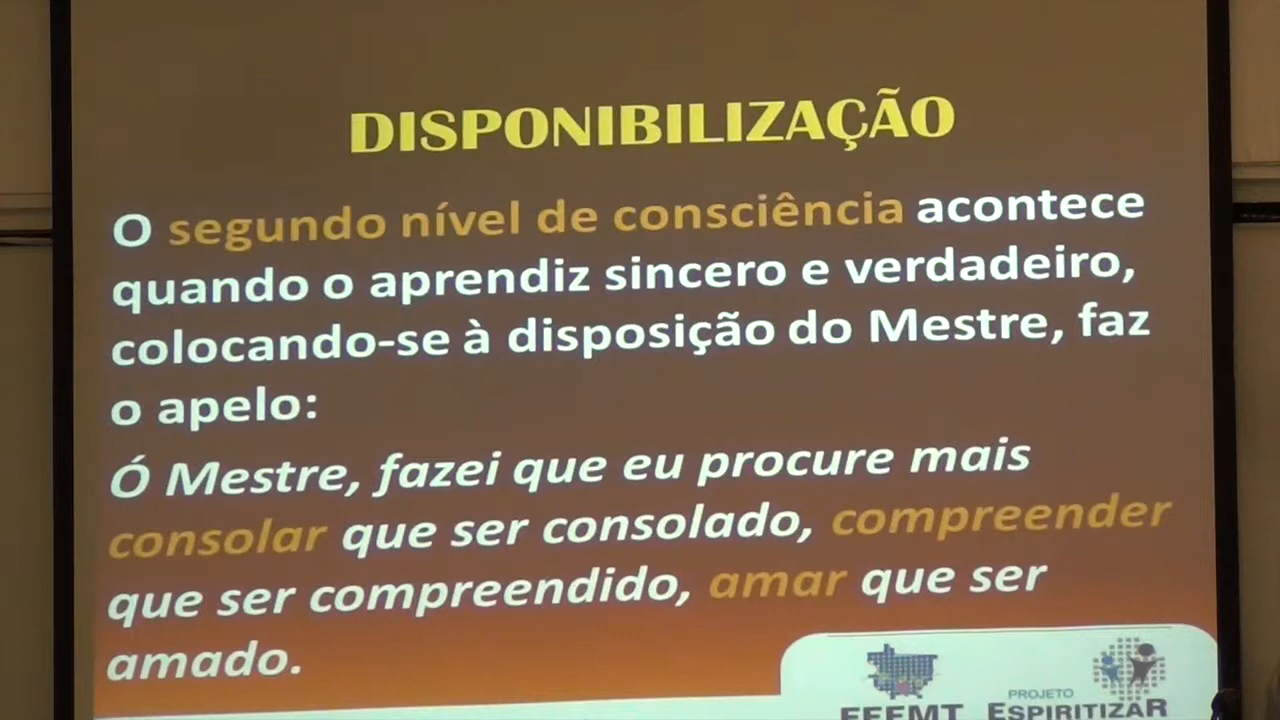 DISPONIBILIZAÇÃO
O segundo nível de consciência acontece
quando o aprendiz sincero e verdadeiro,
colocando-se à disposição do Mestre, faz
o apelo:
Ó Mestre, fazei que eu procure mais
consolar que ser consolado, compreender
que ser compreendido, amar que ser
amado.
FEEMT
PROJETO
ESPIRITIZAR